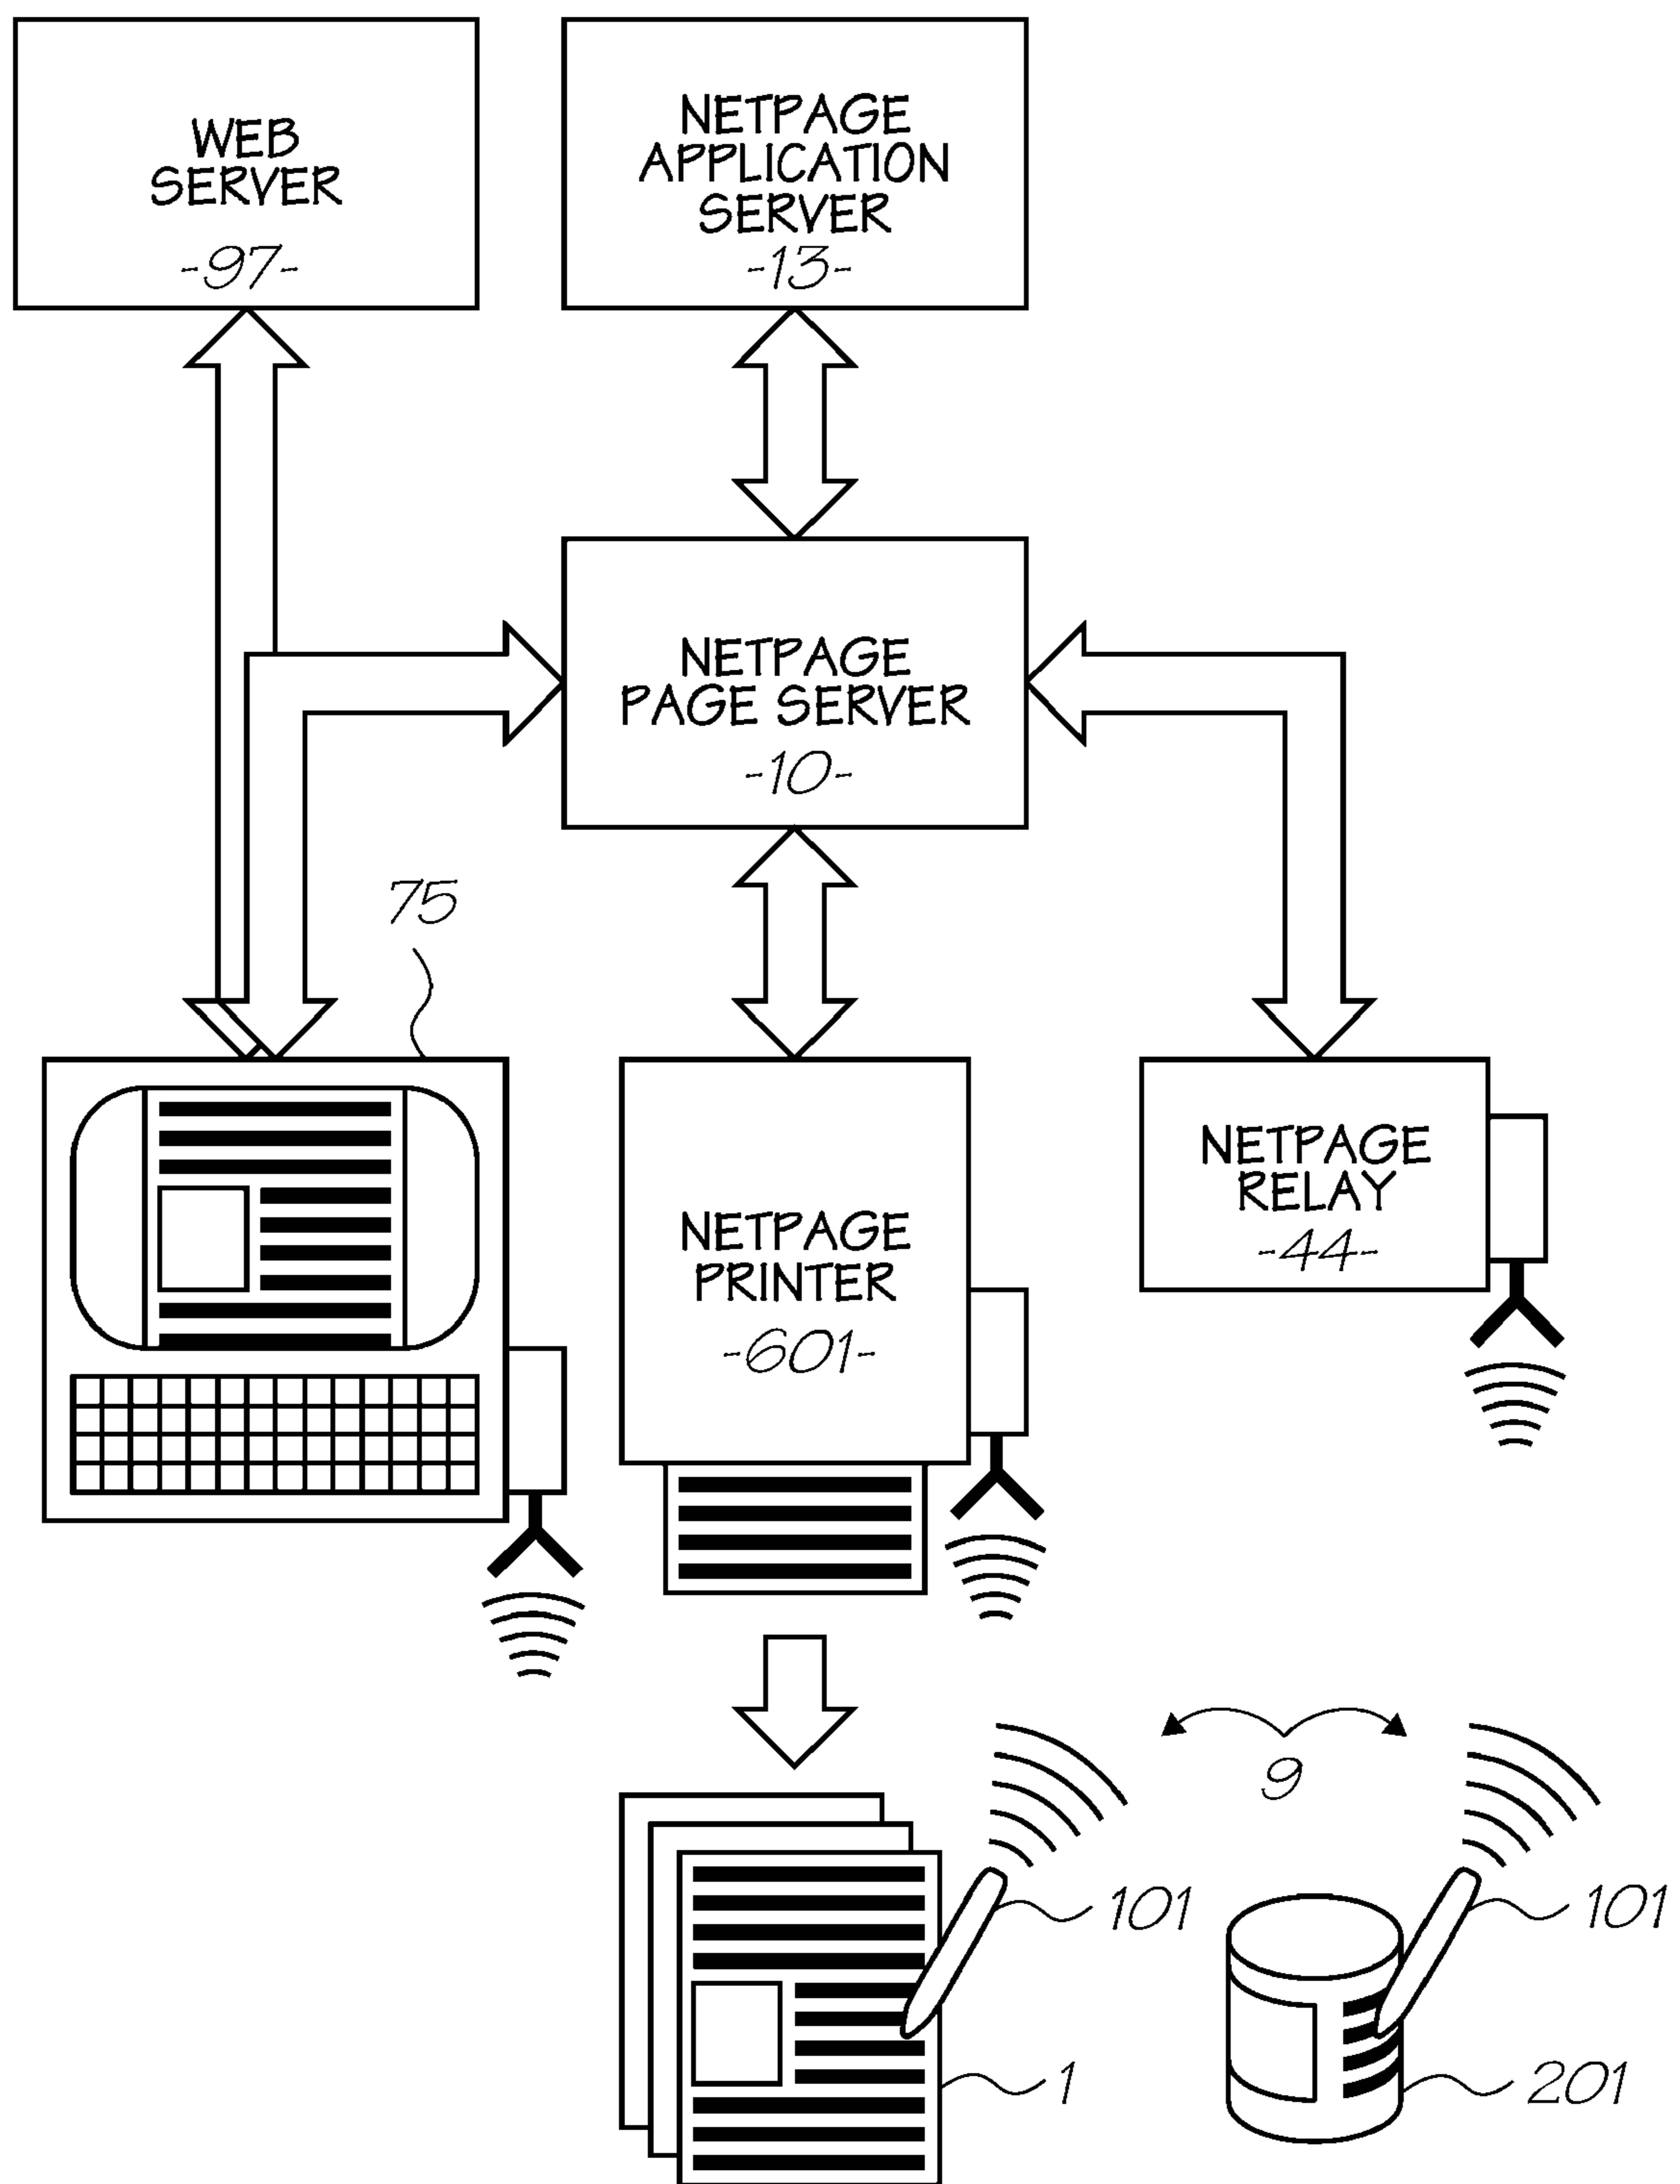 WEB
SERVER
-97-
NETPAGE
APPLICATION
SERVER
-13-
NETPAGE
PAGE SERVER
-10-
75
NETPAGE
PRINTER
-601-
NETPAGE
RELAY
-44-
9
101
101
1
201